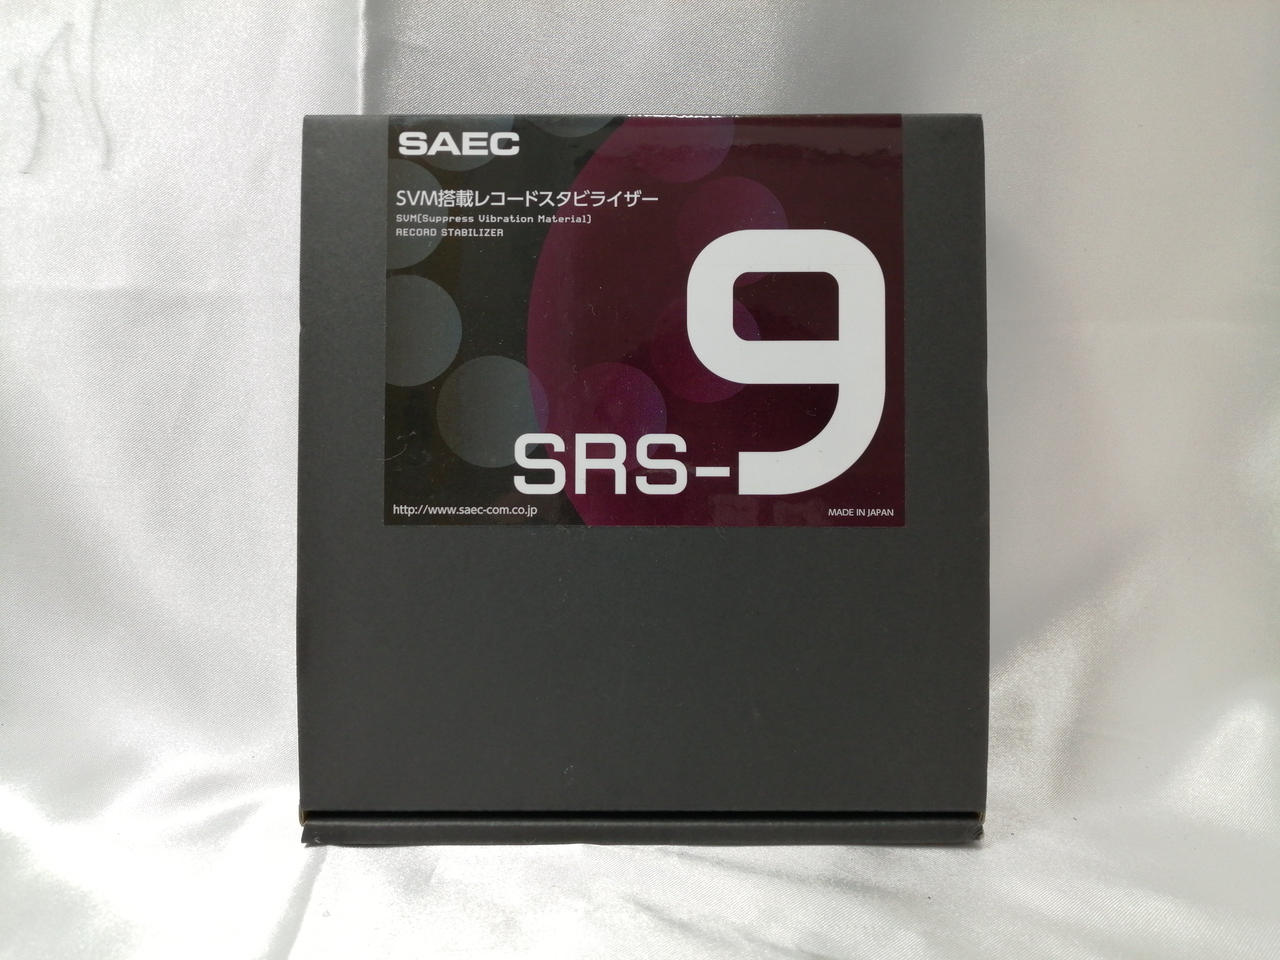 SAEC
SVM搭載レコードスタビライザー
SVM[Suppress Vibration Material]
RECORD STABILIZER
SRS-9
http://www.saec-com.co.jp
MADE IN JAPAN